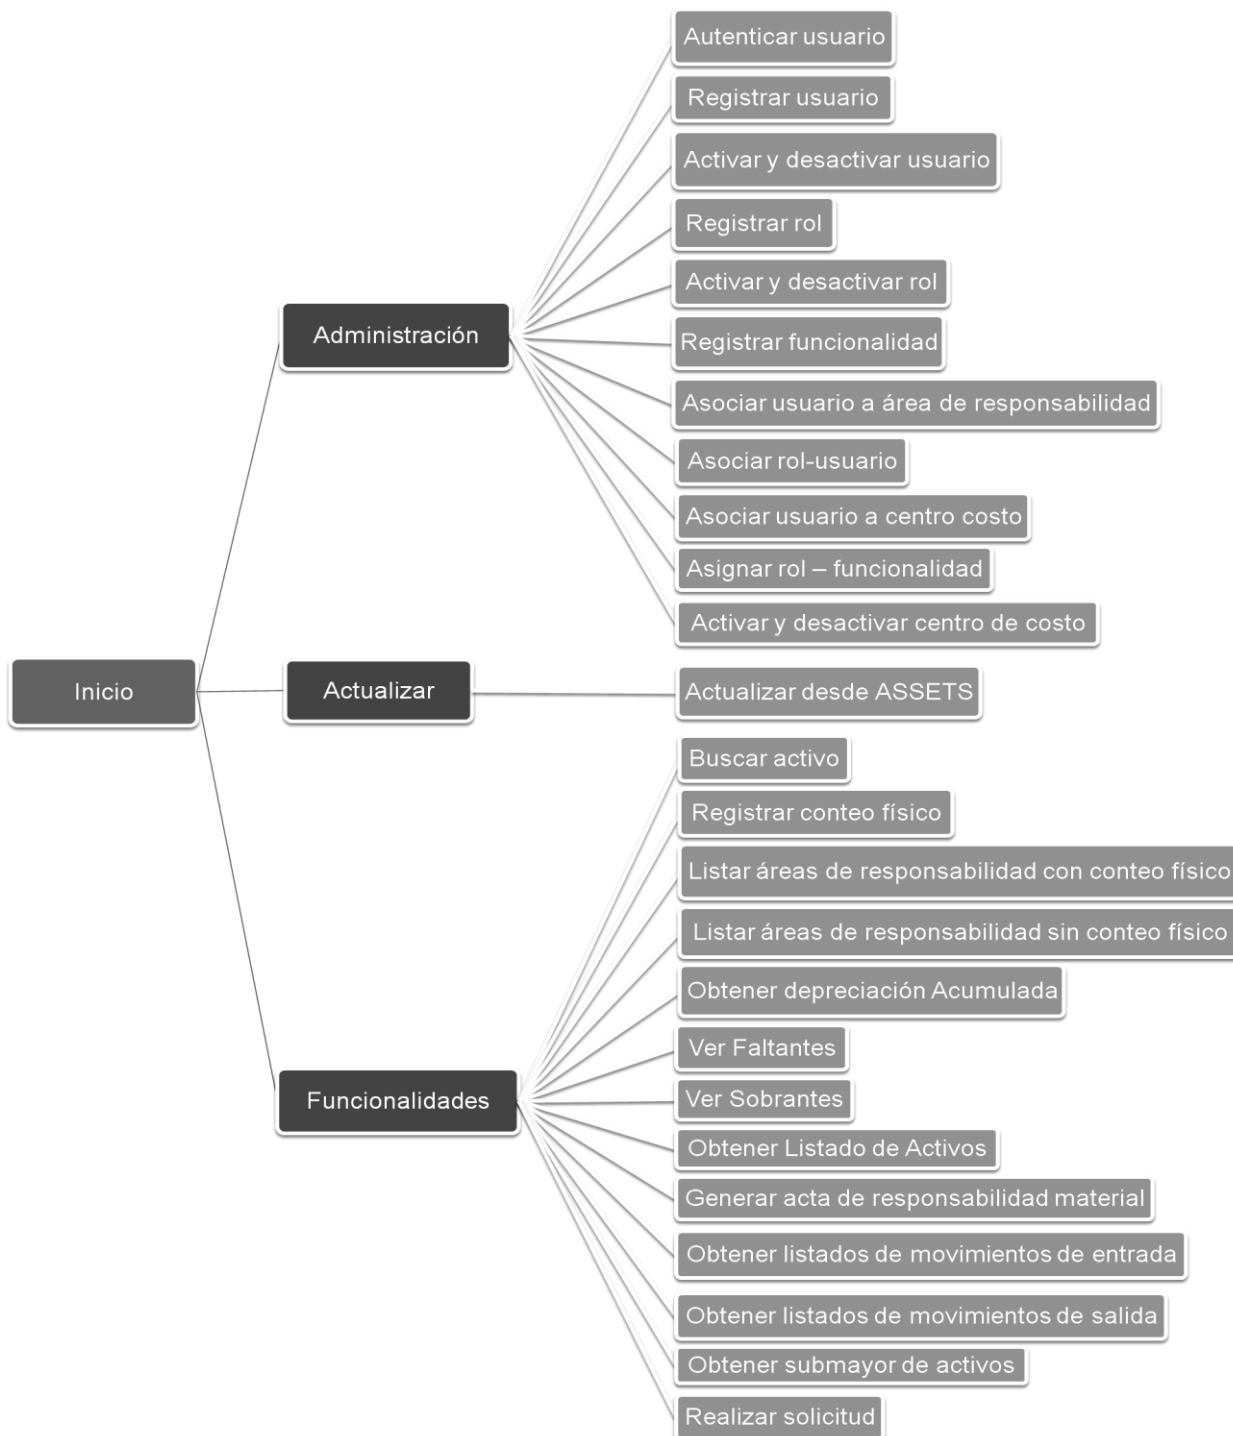 Inicio
Administración
Autenticar usuario
Registrar usuario
Activar y desactivar usuario
Registrar rol
Activar y desactivar rol
Registrar funcionalidad
Asociar usuario a área de responsabilidad
Asociar rol-usuario
Asociar usuario a centro costo
Asignar rol – funcionalidad
Activar y desactivar centro de costo
Actualizar
Actualizar desde ASSETS
Funcionalidades
Buscar activo
Registrar conteo físico
Listar áreas de responsabilidad con conteo físico
Listar áreas de responsabilidad sin conteo físico
Obtener depreciación Acumulada
Ver Faltantes
Ver Sobrantes
Obtener Listado de Activos
Generar acta de responsabilidad material
Obtener listados de movimientos de entrada
Obtener listados de movimientos de salida
Obtener submayor de activos
Realizar solicitud